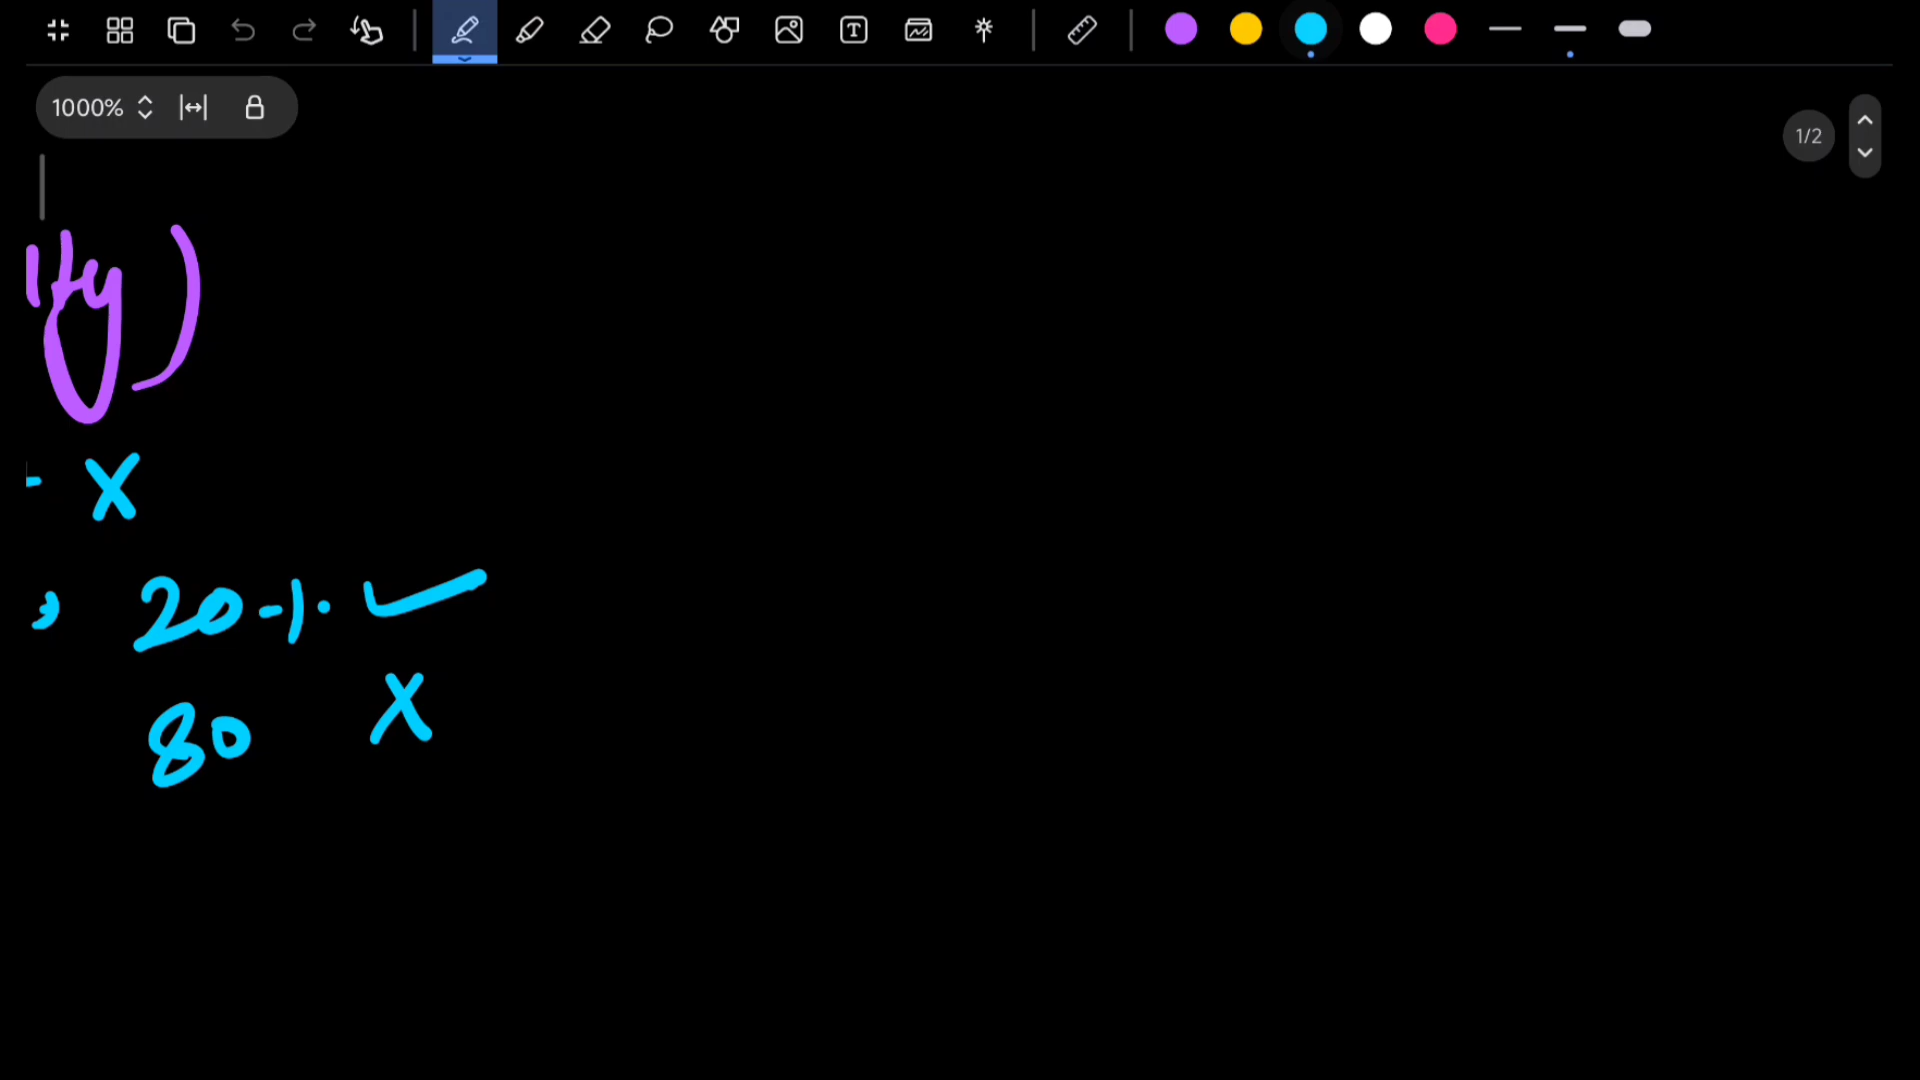 1000%
1/2
ity)
- X
, 20% ✓
80 X